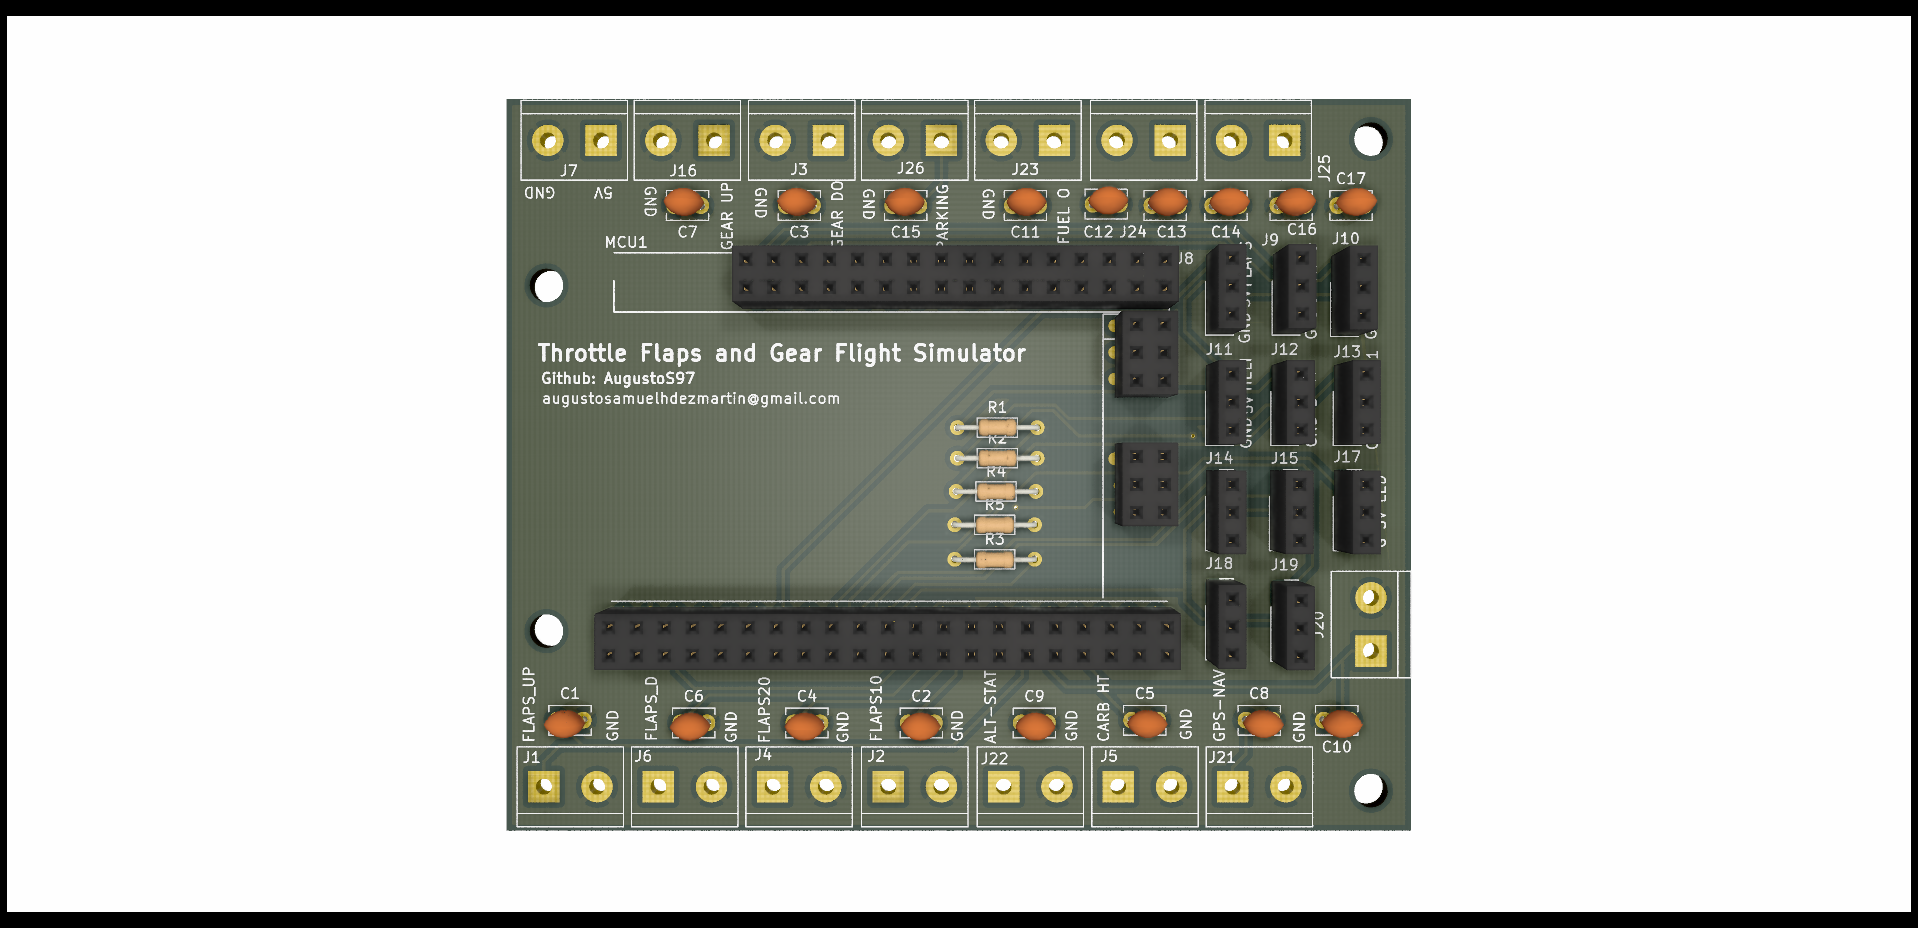 J7
J16
J3
J26
J23
J25
GND
5V
GND
GEAR UP
GND
GEAR DO
GND
PARKING
GND
FUEL O
C17
C7
C3
C15
C11
C12
J24
C13
C14
J9
C16
J10
MCU1
J8
Throttle Flaps and Gear Flight Simulator
Github: AugustoS97
augustosamuelhdezmartin@gmail.com
GND
J11
J12
J13
R1
R2
R4
R5
R3
GND 5V
J14
J15
J17
J18
J19
J20
FLAPS_UP
C1
GND
FLAPS_D
C6
GND
FLAPS20
C4
GND
FLAPS10
C2
GND
ALT-STAT
C9
GND
CARB HT
C5
GND
GPS-NAV
C8
GND
C10
J1
J6
J4
J2
J22
J5
J21